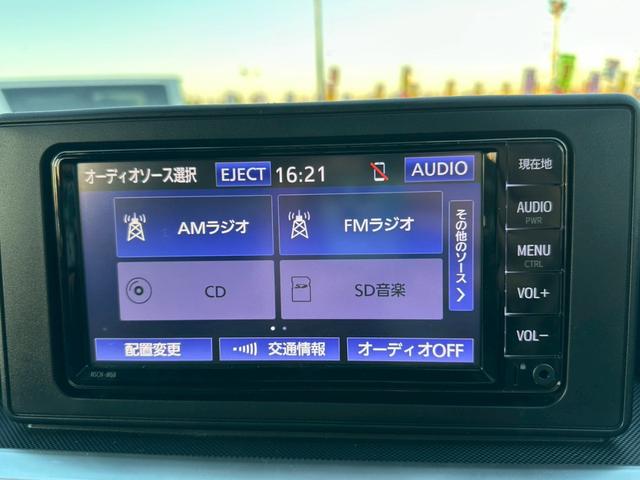 オーディオソース選択 EJECT 16:21 AUDIO
AMラジオ FMラジオ
CD SD音楽
その他のソース
配置変更 交通情報 オーディオOFF
NSCN-W68
現在地
AUDIO
PWR
MENU
CTRL
VOL+
VOL−